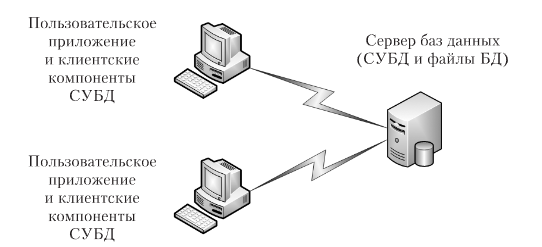 Пользовательское
приложение
и клиентские
компоненты
СУБД
Сервер баз данных
(СУБД и файлы БД)
Пользовательское
приложение
и клиентские
компоненты
СУБД